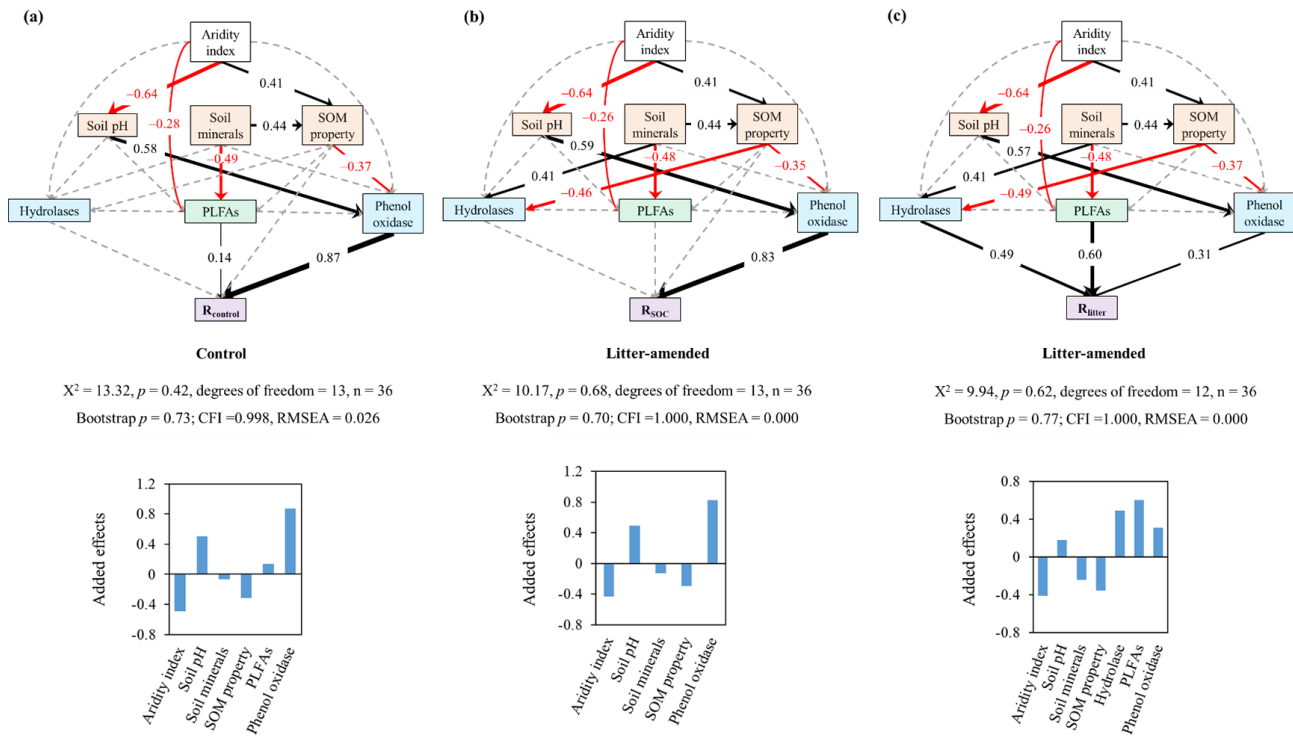 (a)
Aridity
index
0.41
–0.64
Soil pH
Soil
minerals
SOM
property
–0.28
0.44
0.58
–0.49
–0.37
Hydrolases
PLFAs
Phenol
oxidase
0.14
0.87
Rcontrol
Control
X² = 13.32, p = 0.42, degrees of freedom = 13, n = 36
Bootstrap p = 0.73; CFI =0.998, RMSEA = 0.026
1.2
0.8
0.4
0
-0.4
-0.8
Added effects
Aridity index
Soil pH
Soil minerals
SOM property
PLFAs
Phenol oxidase
(b)
Aridity
index
0.41
–0.64
Soil pH
Soil
minerals
SOM
property
–0.26
0.44
0.59
–0.48
–0.35
0.41
–0.46
Hydrolases
PLFAs
Phenol
oxidase
0.83
RSOC
Litter-amended
X² = 10.17, p = 0.68, degrees of freedom = 13, n = 36
Bootstrap p = 0.70; CFI =1.000, RMSEA = 0.000
1.2
0.8
0.4
0
-0.4
-0.8
Added effects
Aridity index
Soil pH
Soil minerals
SOM property
Phenol oxidase
(c)
Aridity
index
0.41
–0.64
Soil pH
Soil
minerals
SOM
property
–0.26
0.44
0.57
–0.48
–0.37
0.41
–0.49
Hydrolases
PLFAs
Phenol
oxidase
0.49
0.60
0.31
Rlitter
Litter-amended
X² = 9.94, p = 0.62, degrees of freedom = 12, n = 36
Bootstrap p = 0.77; CFI =1.000, RMSEA = 0.000
0.8
0.4
0
-0.4
-0.8
Added effects
Aridity index
Soil pH
Soil minerals
SOM property
Hydrolase
PLFAs
Phenol oxidase